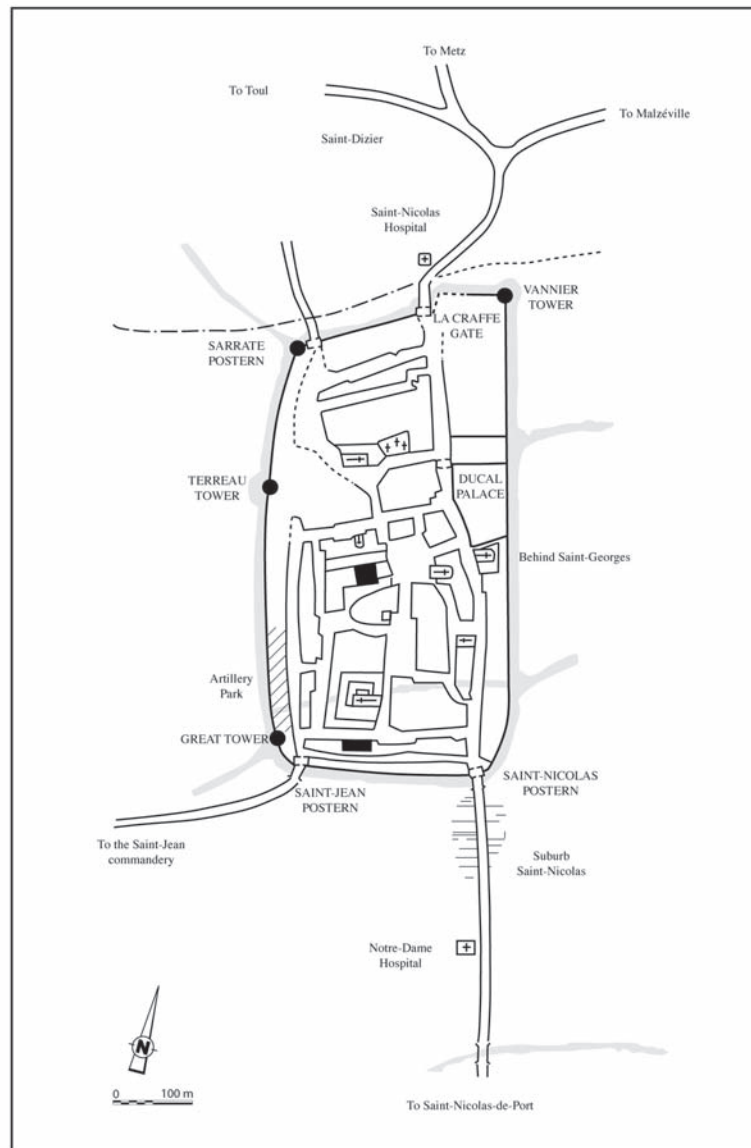 To Metz
To Toul
To Malzéville
Saint-Dizier
Saint-Nicolas
Hospital
VANNIER
TOWER
LA CRAFFE
GATE
SARRATE
POSTERN
TERREAU
TOWER
DUCAL
PALACE
Behind Saint-Georges
Artillery
Park
GREAT TOWER
SAINT-JEAN
POSTERN
SAINT-NICOLAS
POSTERN
To the Saint-Jean
commandery
Suburb
Saint-Nicolas
Notre-Dame
Hospital
N
0 100 m
To Saint-Nicolas-de-Port